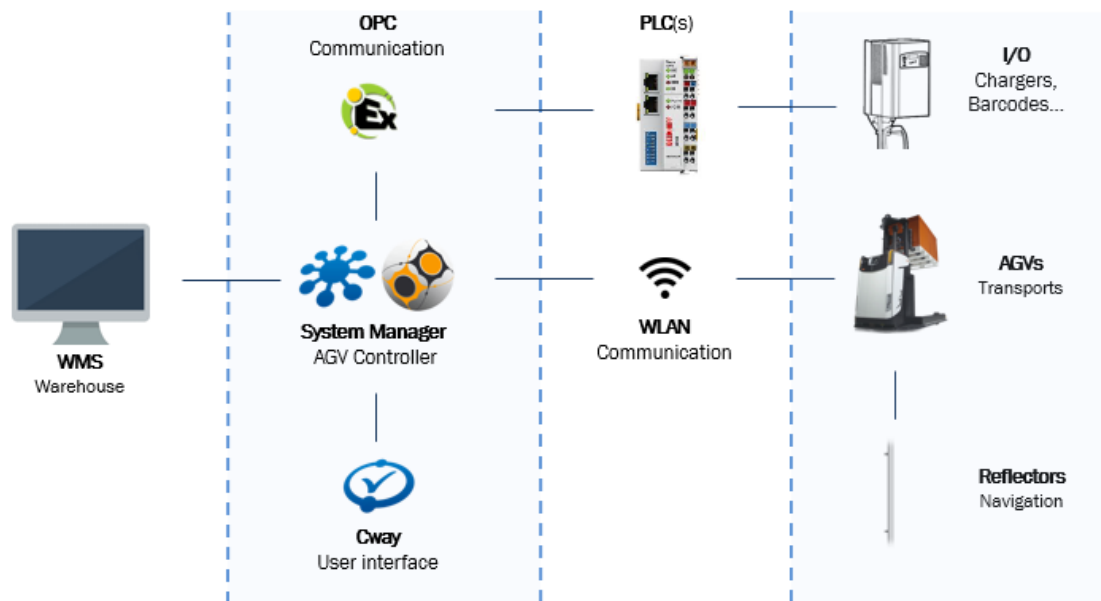 OPC
Communication
PLC(s)
I/O
Chargers,
Barcodes...
Ex
WMS
Warehouse
System Manager
AGV Controller
WLAN
Communication
AGVs
Transports
Cway
User interface
Reflectors
Navigation